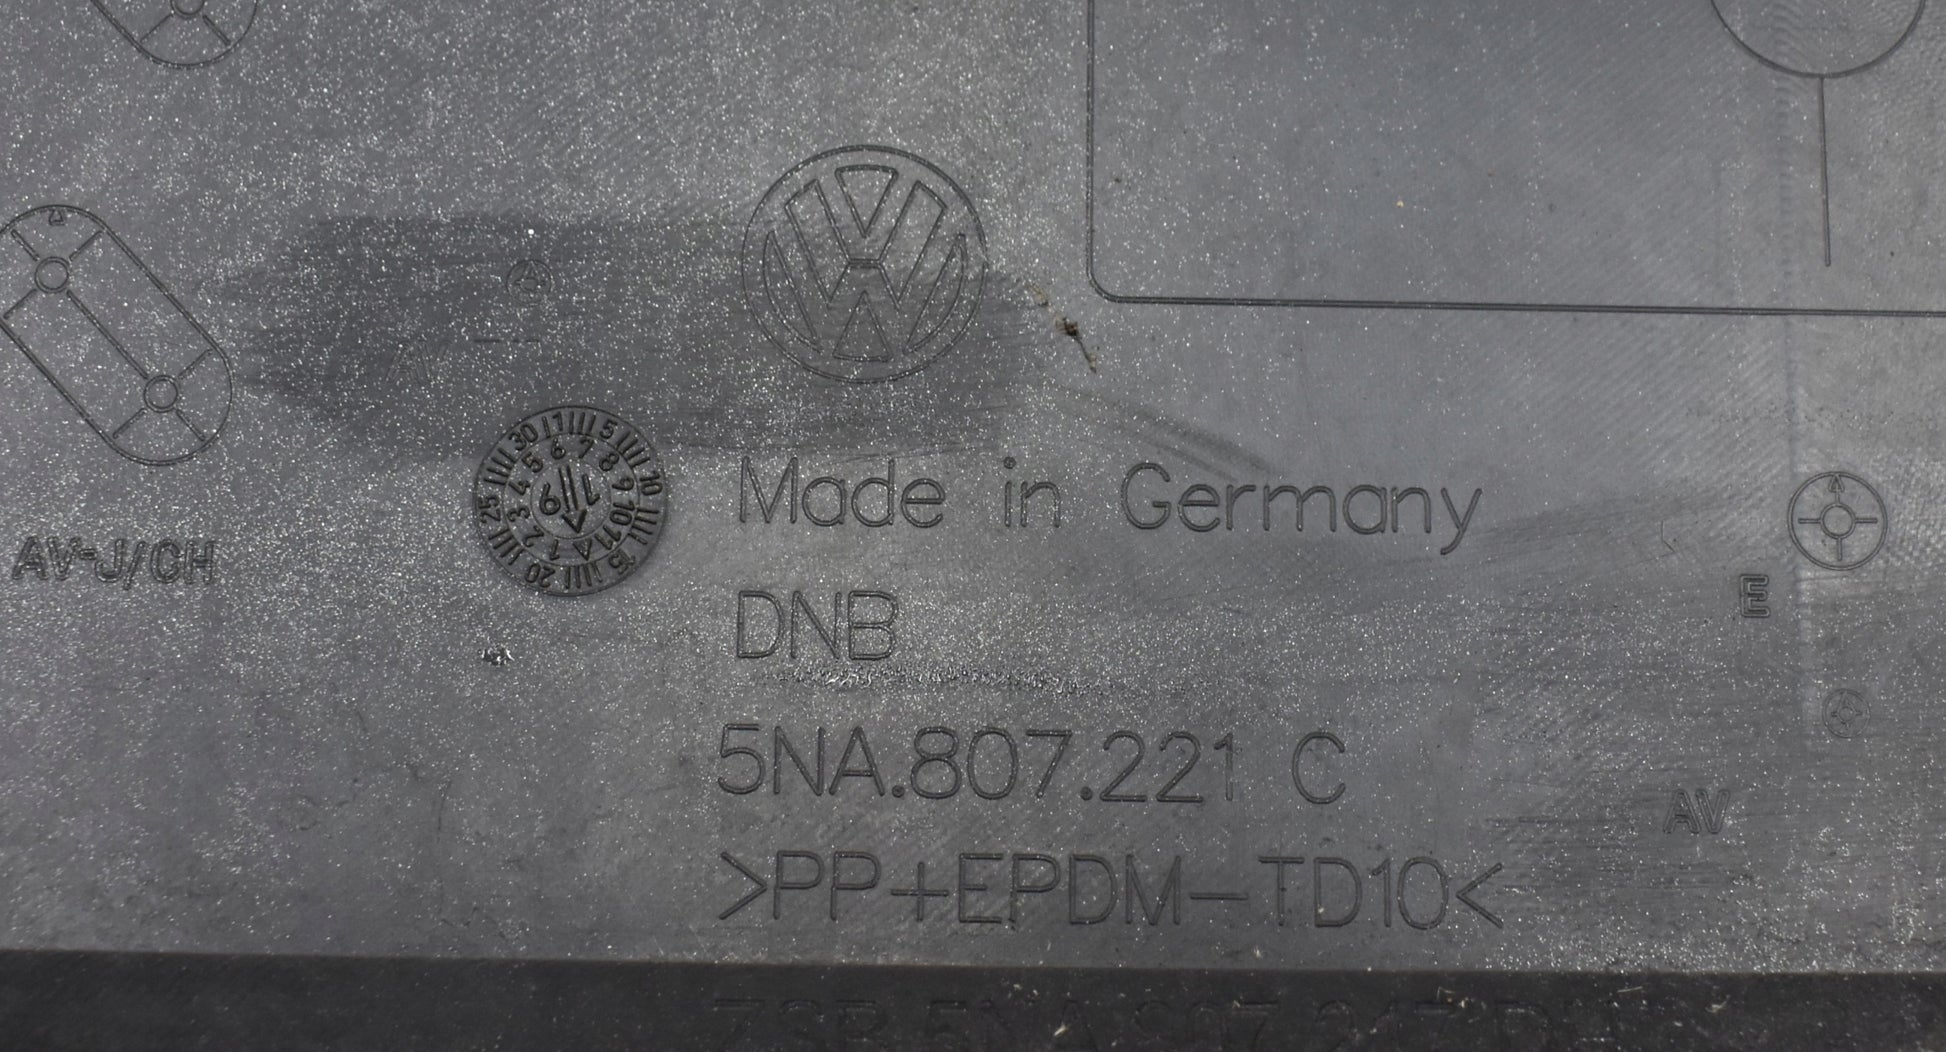 Made in Germany
AV-J/CH
DNB
E
5NA.807.221 C
AV
>PP+EPDM-TD10<